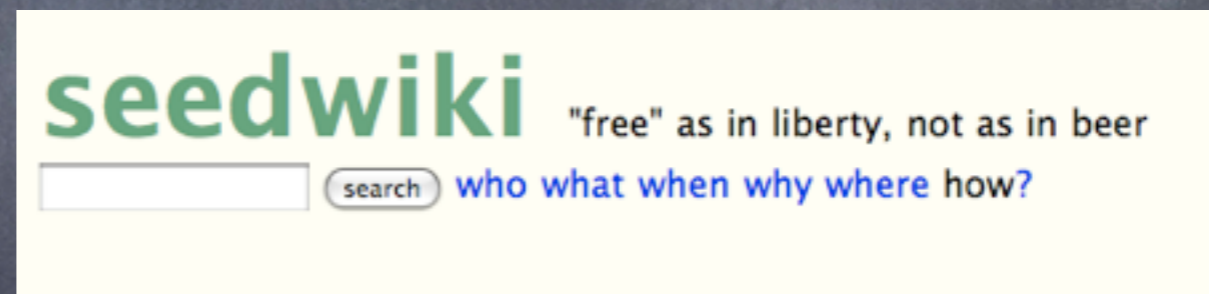 seedwiki "free" as in liberty, not as in beer
search who what when why where how?